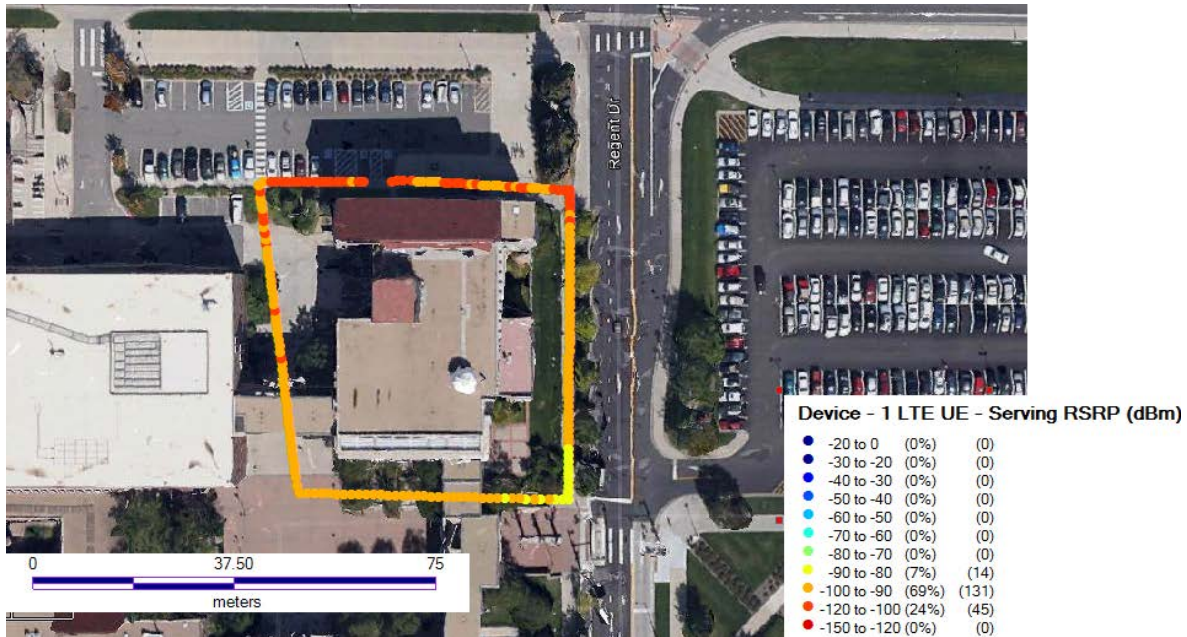 Regent Dr
Device - 1 LTE UE - Serving RSRP (dBm)
-20 to 0 (0%) (0)
-30 to -20 (0%) (0)
-40 to -30 (0%) (0)
-50 to -40 (0%) (0)
-60 to -50 (0%) (0)
-70 to -60 (0%) (0)
-80 to -70 (0%) (0)
-90 to -80 (7%) (14)
-100 to -90 (69%) (131)
-120 to -100 (24%) (45)
-150 to -120 (0%) (0)
0 37.50 75
meters